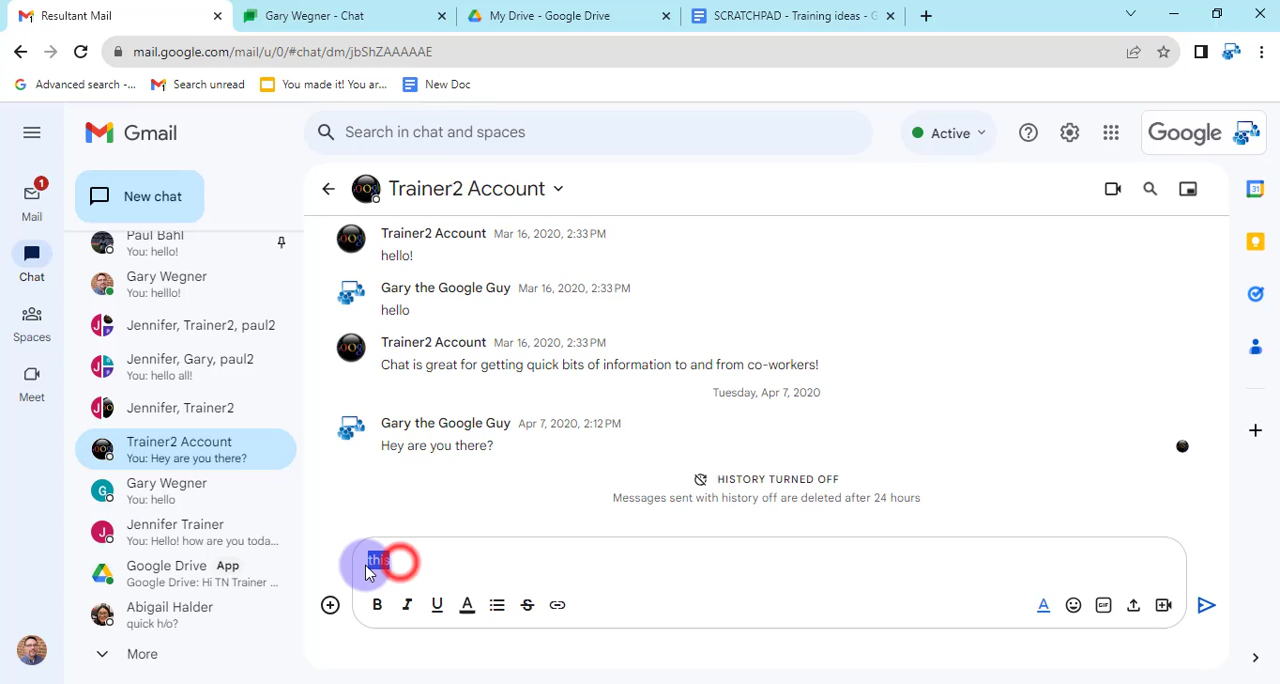 Resultant Mail
Gary Wegner - Chat
My Drive - Google Drive
SCRATCHPAD - Training ideas - G
mail.google.com/mail/u/0/#chat/dm/jbShZAAAAAE
Advanced search -...
Search unread
You made it! You ar...
New Doc
Gmail
Search in chat and spaces
Active
Google
1
Mail
Chat
Spaces
Meet
New chat
Paul Bahl
You: hello!
Gary Wegner
You: helllo!
Jennifer, Trainer2, paul2
Jennifer, Gary, paul2
You: hello all!
Jennifer, Trainer2
Trainer2 Account
You: Hey are you there?
Gary Wegner
You: hello
Jennifer Trainer
You: Hello! how are you toda...
Google Drive App
Google Drive: Hi TN Trainer ...
Abigail Halder
quick h/o?
More
Trainer2 Account
Trainer2 Account Mar 16, 2020, 2:33 PM
hello!
Gary the Google Guy Mar 16, 2020, 2:33 PM
hello
Trainer2 Account Mar 16, 2020, 2:33 PM
Chat is great for getting quick bits of information to and from co-workers!
Tuesday, Apr 7, 2020
Gary the Google Guy Apr 7, 2020, 2:12 PM
Hey are you there?
HISTORY TURNED OFF
Messages sent with history off are deleted after 24 hours
this
B I U A S
A GIF
31